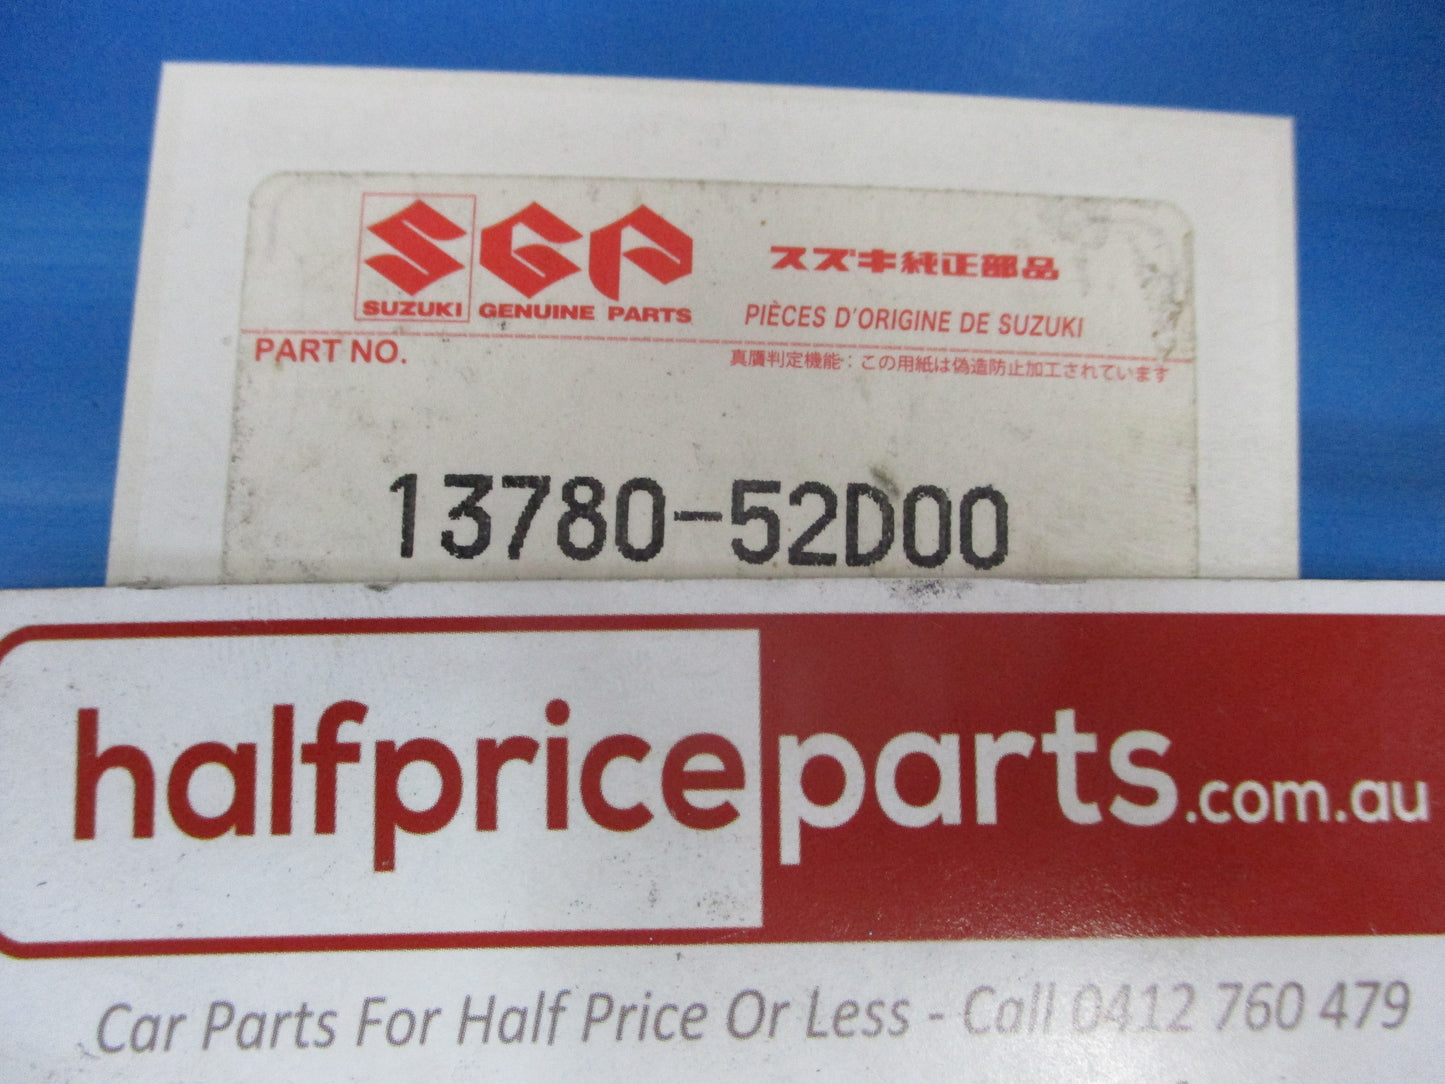 SGP
SUZUKI GENUINE PARTS
スズキ純正部品
PIÈCES D'ORIGINE DE SUZUKI
PART NO.
真贋判定機能：この用紙は偽造防止加工されています
13780-52D00
halfpriceparts.com.au
Car Parts For Half Price Or Less - Call 0412 760 479